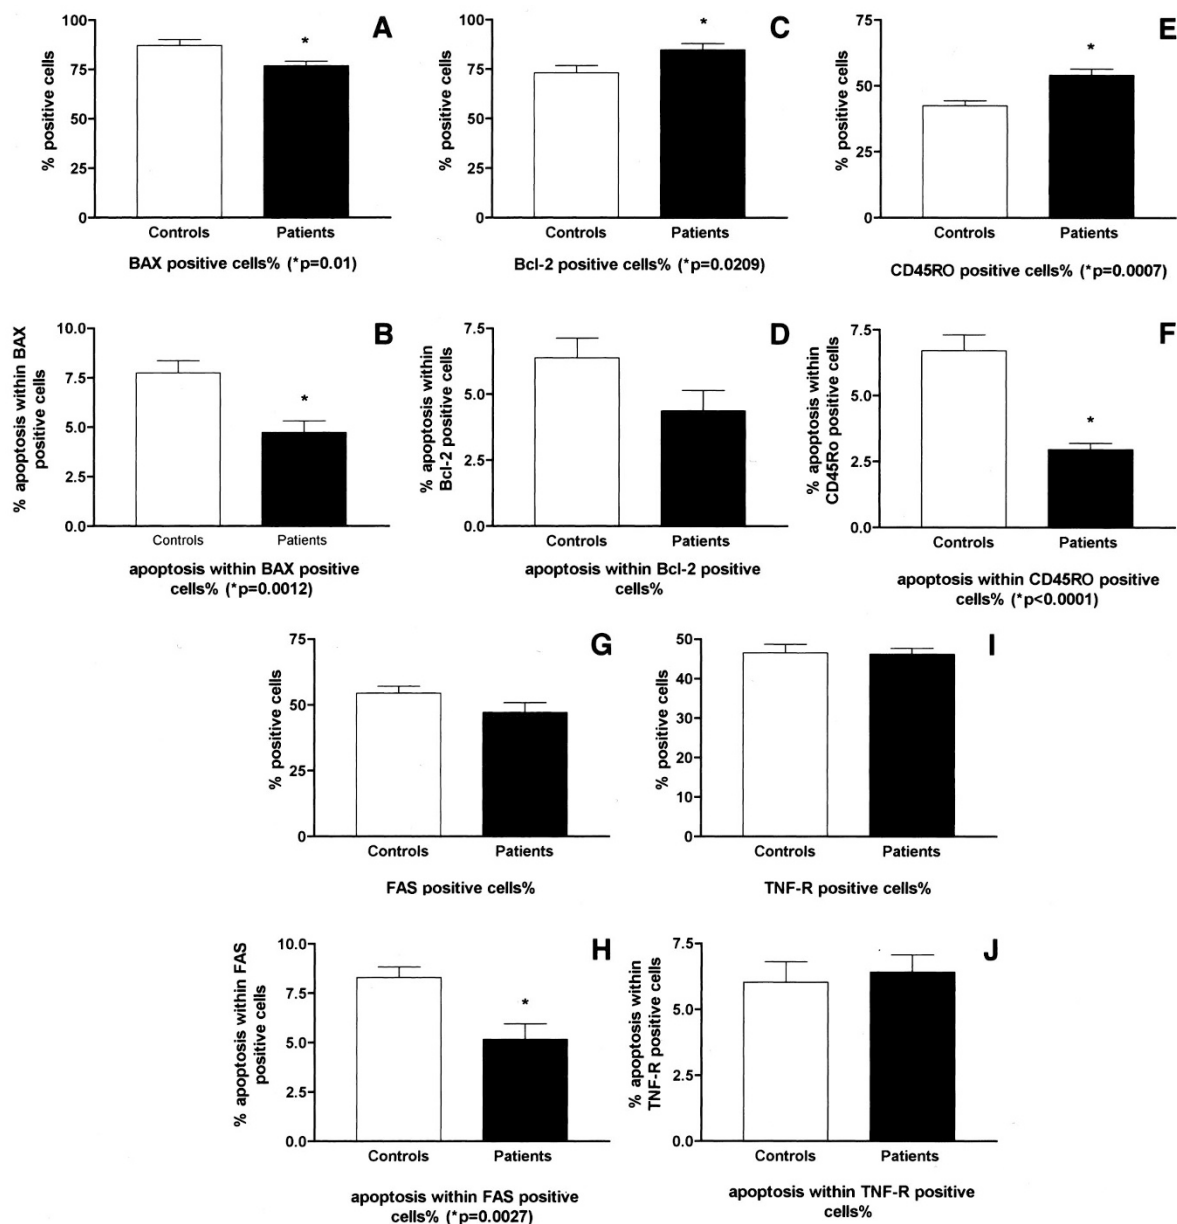 A
% positive cells
100
75
50
25
0
Controls Patients
BAX positive cells% (*p=0.01)
*
C
% positive cells
100
75
50
25
0
Controls Patients
Bcl-2 positive cells% (*p=0.0209)
*
E
% positive cells
75
50
25
0
Controls Patients
CD45RO positive cells% (*p=0.0007)
*
B
% apoptosis within BAX
positive cells
10.0
7.5
5.0
2.5
0.0
Controls Patients
apoptosis within BAX positive
cells% (*p=0.0012)
*
D
% apoptosis within
Bcl-2 positive cells
7.5
5.0
2.5
0.0
Controls Patients
apoptosis within Bcl-2 positive
cells%
F
% apoptosis within
CD45Ro positive cells
7.5
5.0
2.5
0.0
Controls Patients
apoptosis within CD45RO positive
cells% (*p<0.0001)
*
G
% positive cells
75
50
25
0
Controls Patients
FAS positive cells%
I
% positive cells
50
40
30
20
10
0
Controls Patients
TNF-R positive cells%
H
% apoptosis within FAS
positive cells
10.0
7.5
5.0
2.5
0.0
Controls Patients
apoptosis within FAS positive
cells% (*p=0.0027)
*
J
% apoptosis within
TNF-R positive cells
7.5
5.0
2.5
0.0
Controls Patients
apoptosis within TNF-R positive
cells%